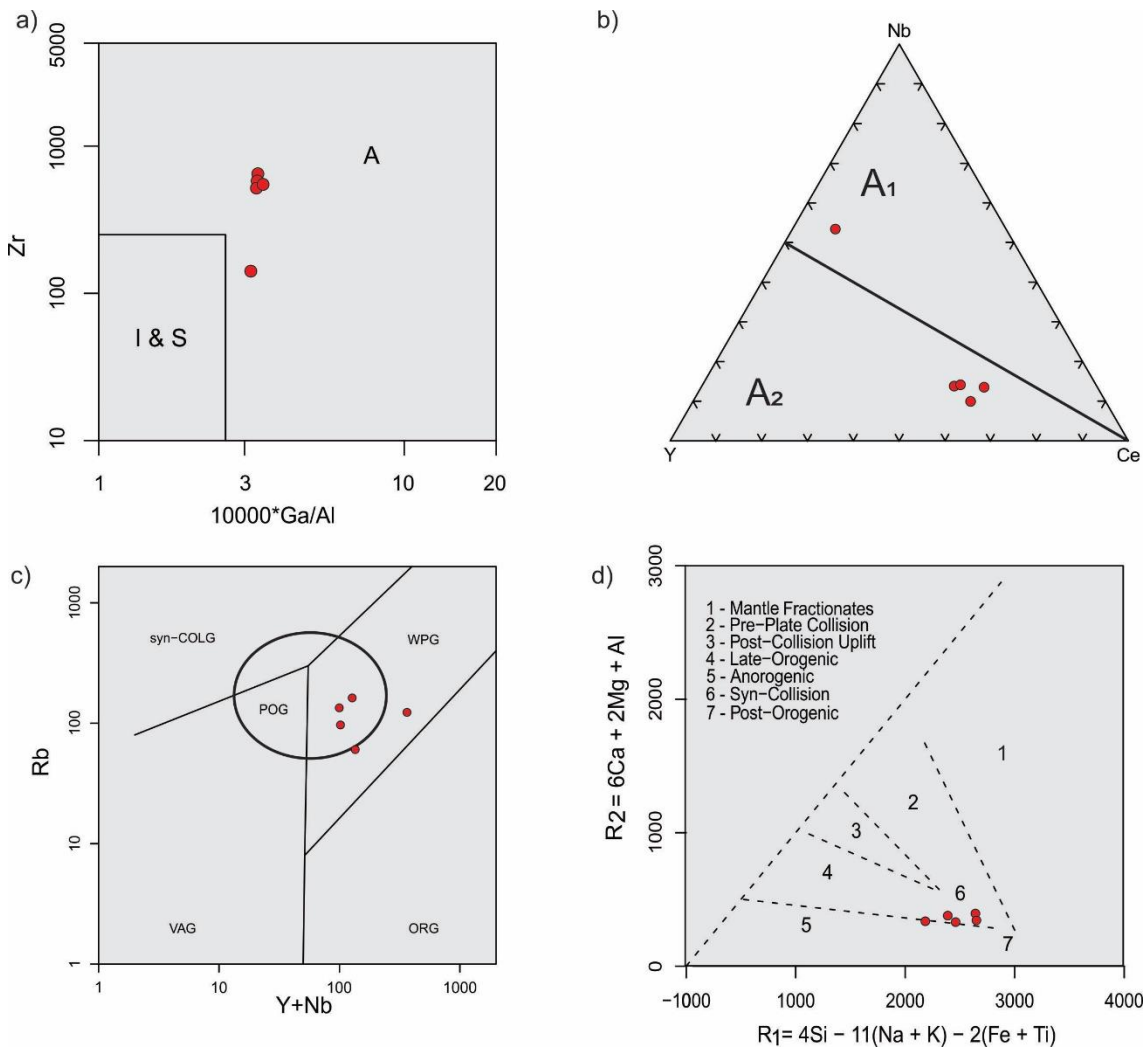 a)
5000
1000
100
10
Zr
A
I & S
1
3
10
20
10000*Ga/Al
b)
Nb
A₁
A₂
Y
Ce
c)
1000
100
10
1
Rb
syn−COLG
WPG
POG
VAG
ORG
1
10
100
1000
Y+Nb
d)
3000
2000
1000
0
R₂ = 6Ca + 2Mg + Al
1 - Mantle Fractionates
2 - Pre−Plate Collision
3 - Post−Collision Uplift
4 - Late−Orogenic
5 - Anorogenic
6 - Syn−Collision
7 - Post−Orogenic
1
2
3
4
6
5
7
−1000
1000
2000
3000
4000
R₁= 4Si − 11(Na + K) − 2(Fe + Ti)